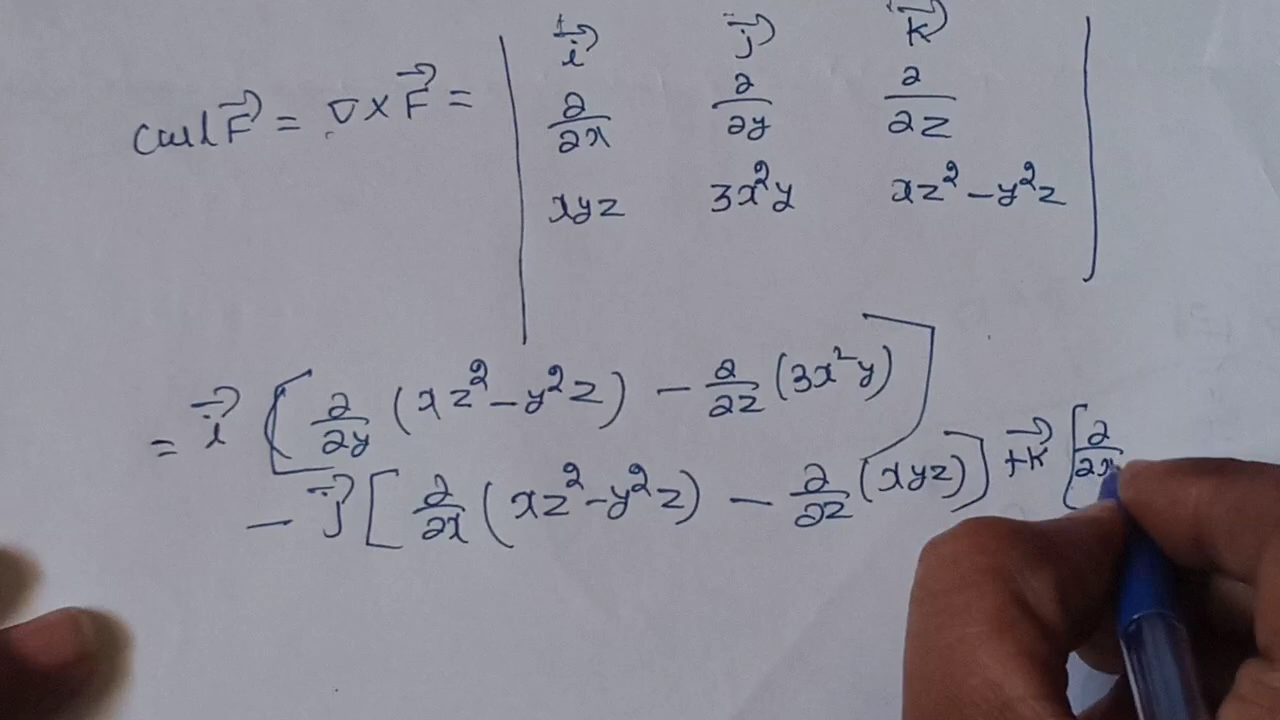 i⃗ j⃗ k⃗
curl F⃗ = ∇ × F⃗ = | ∂/∂x ∂/∂y ∂/∂z |
xyz 3x²y xz² - y²z
= i⃗ [ ∂/∂y (xz² - y²z) - ∂/∂z (3x²y) ]
- j⃗ [ ∂/∂x (xz² - y²z) - ∂/∂z (xyz) ] + k⃗ [ ∂/∂x